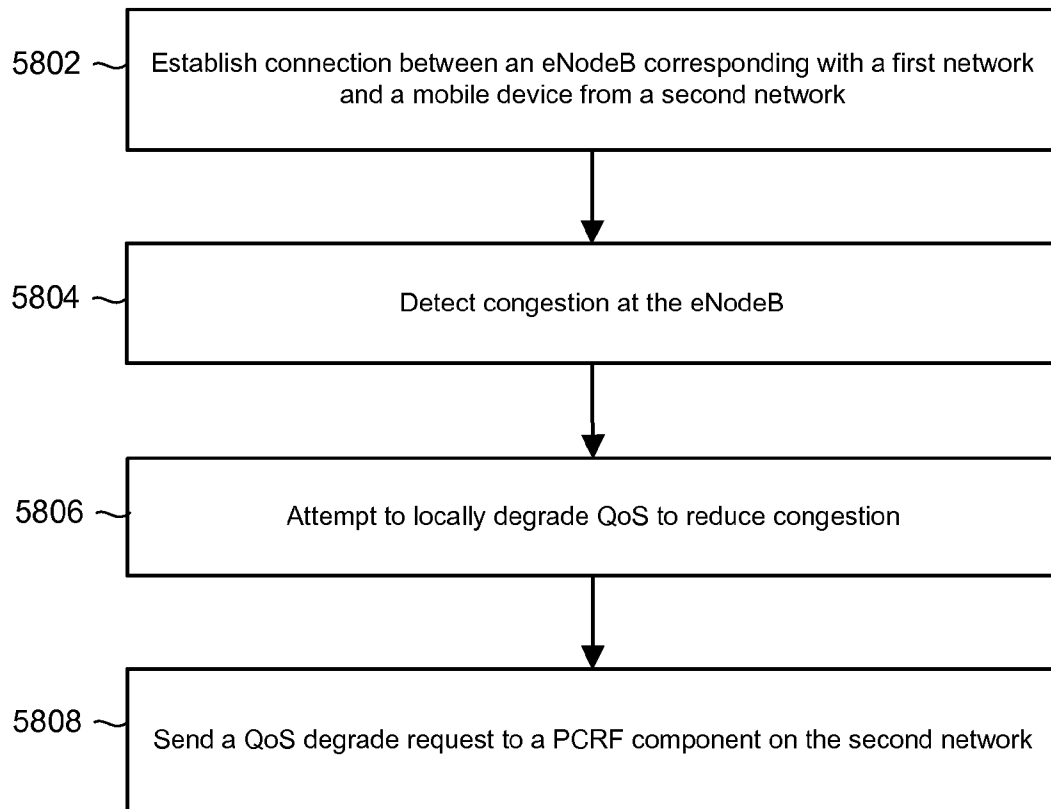 5802
Establish connection between an eNodeB corresponding with a first network
and a mobile device from a second network
5804
Detect congestion at the eNodeB
5806
Attempt to locally degrade QoS to reduce congestion
5808
Send a QoS degrade request to a PCRF component on the second network